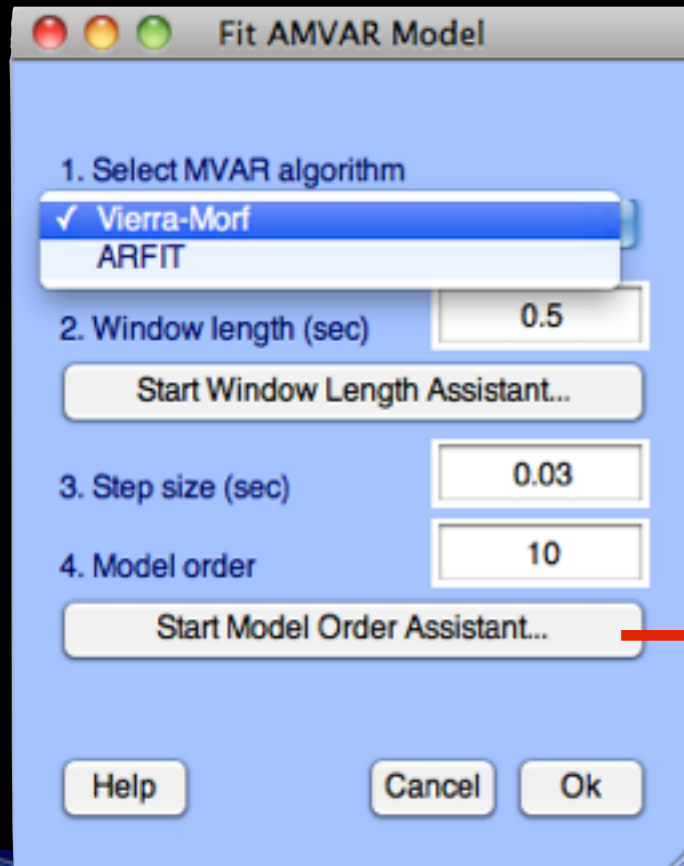 Fit AMVAR Model
1. Select MVAR algorithm
✓ Vierra-Morf
ARFIT
2. Window length (sec) 0.5
Start Window Length Assistant...
3. Step size (sec) 0.03
4. Model order 10
Start Model Order Assistant...
Help Cancel Ok